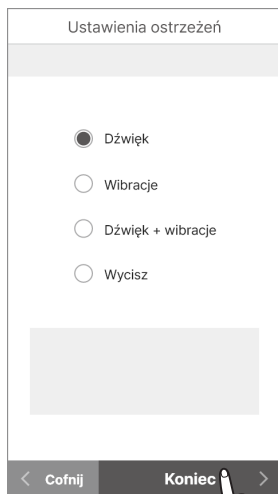 Ustawienia ostrzeżeń
Dźwięk
Wibracje
Dźwięk + wibracje
Wycisz
Cofnij Koniec